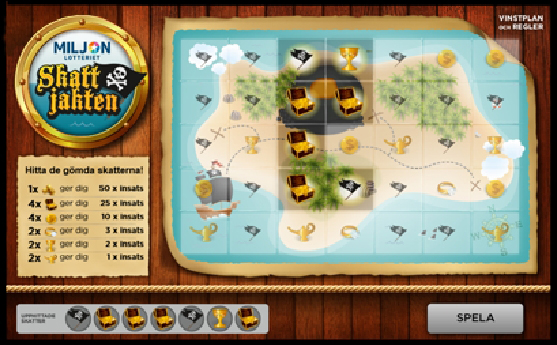 MILJON
LOTTERIET
Skatt
jakten
VINSTPLAN
OCH REGLER
Hitta de gömda skatterna!
1x ger dig 50 x insats
4x ger dig 25 x insats
4x ger dig 10 x insats
2x ger dig 3 x insats
2x ger dig 2 x insats
2x ger dig 1 x insats
UPPHITTADE
SKATTER
SPELA